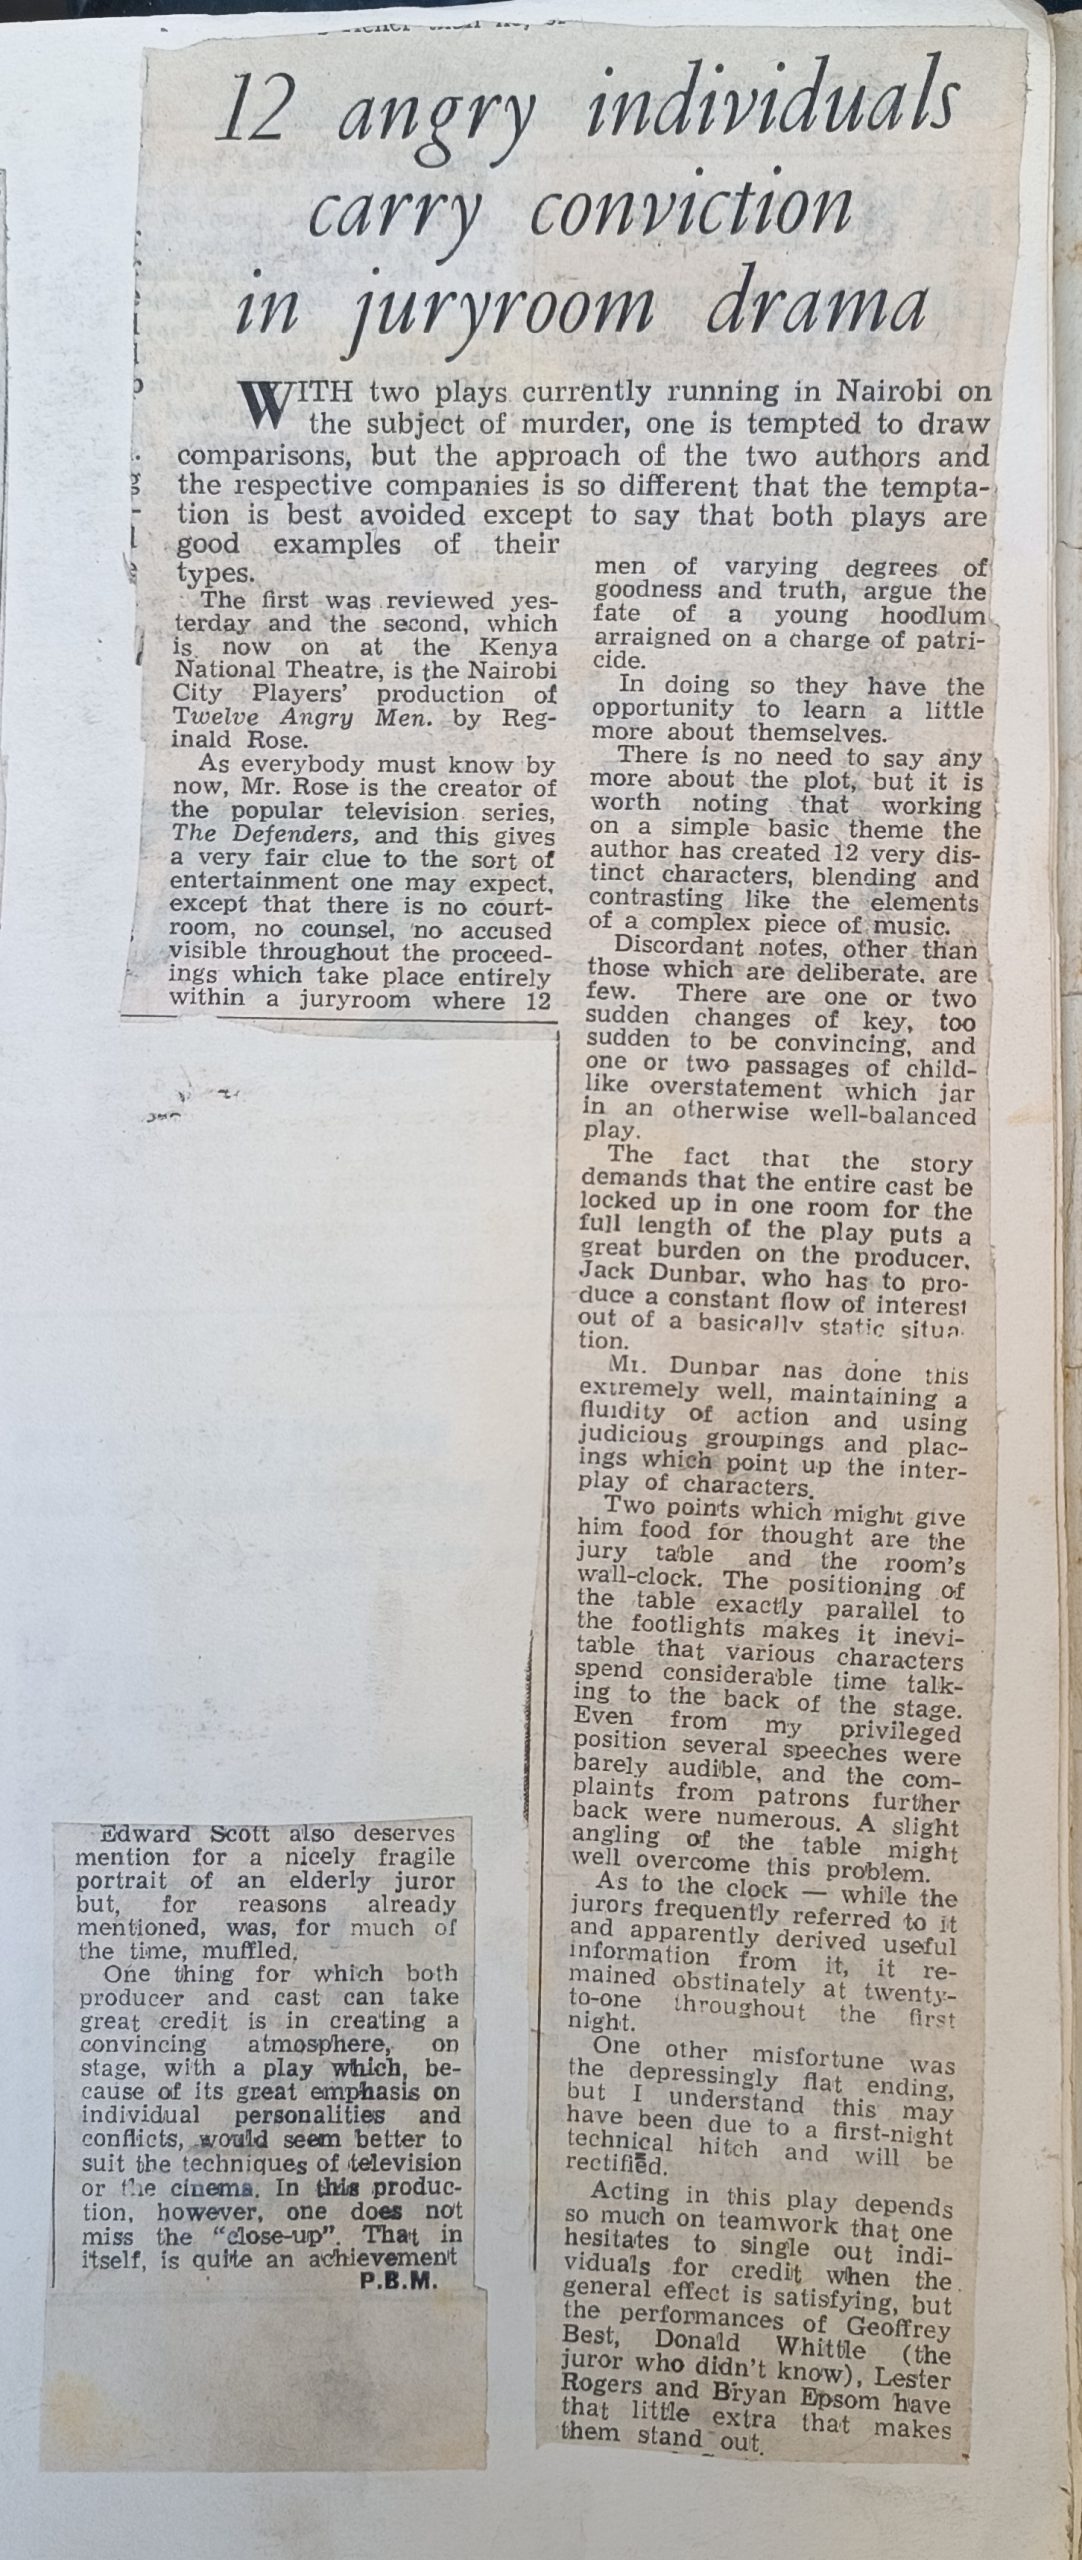 12 angry individuals
carry conviction
in juryroom drama
WITH two plays currently running in Nairobi on
the subject of murder, one is tempted to draw
comparisons, but the approach of the two authors and
the respective companies is so different that the tempta-
tion is best avoided except to say that both plays are
good examples of their
types.
The first was reviewed yes-
terday and the second, which
is now on at the Kenya
National Theatre, is the Nairobi
City Players' production of
Twelve Angry Men. by Reg-
inald Rose.
As everybody must know by
now, Mr. Rose is the creator of
the popular television series,
The Defenders, and this gives
a very fair clue to the sort of
entertainment one may expect,
except that there is no court-
room, no counsel, no accused
visible throughout the proceed-
ings which take place entirely
within a juryroom where 12
men of varying degrees of
goodness and truth, argue the
fate of a young hoodlum
arraigned on a charge of patri-
cide.
In doing so they have the
opportunity to learn a little
more about themselves.
There is no need to say any
more about the plot, but it is
worth noting that working
on a simple basic theme the
author has created 12 very dis-
tinct characters, blending and
contrasting like the elements
of a complex piece of music.
Discordant notes, other than
those which are deliberate, are
few. There are one or two
sudden changes of key, too
sudden to be convincing, and
one or two passages of child-
like overstatement which jar
in an otherwise well-balanced
play.
The fact that the story
demands that the entire cast be
locked up in one room for the
full length of the play puts a
great burden on the producer,
Jack Dunbar, who has to pro-
duce a constant flow of interest
out of a basically static situa-
tion.
Mr. Dunbar has done this
extremely well, maintaining a
fluidity of action and using
judicious groupings and plac-
ings which point up the inter-
play of characters.
Two points which might give
him food for thought are the
jury table and the room's
wall-clock. The positioning of
the table exactly parallel to
the footlights makes it inevi-
table that various characters
spend considerable time talk-
ing to the back of the stage.
Even from my privileged
position several speeches were
barely audible, and the com-
plaints from patrons further
back were numerous. A slight
angling of the table might
well overcome this problem.
As to the clock — while the
jurors frequently referred to it
and apparently derived useful
information from it, it re-
mained obstinately at twenty-
to-one throughout the first
night.
One other misfortune was
the depressingly flat ending,
but I understand this may
have been due to a first-night
technical hitch and will be
rectified.
Acting in this play depends
so much on teamwork that one
hesitates to single out indi-
viduals for credit when the
general effect is satisfying, but
the performances of Geoffrey
Best, Donald Whittle (the
juror who didn't know), Lester
Rogers and Bryan Epsom have
that little extra that makes
them stand out.
Edward Scott also deserves
mention for a nicely fragile
portrait of an elderly juror
but, for reasons already
mentioned, was, for much of
the time, muffled.
One thing for which both
producer and cast can take
great credit is in creating a
convincing atmosphere, on
stage, with a play which, be-
cause of its great emphasis on
individual personalities and
conflicts, would seem better to
suit the techniques of television
or the cinema. In this produc-
tion, however, one does not
miss the "close-up". That in
itself, is quite an achievement
P.B.M.